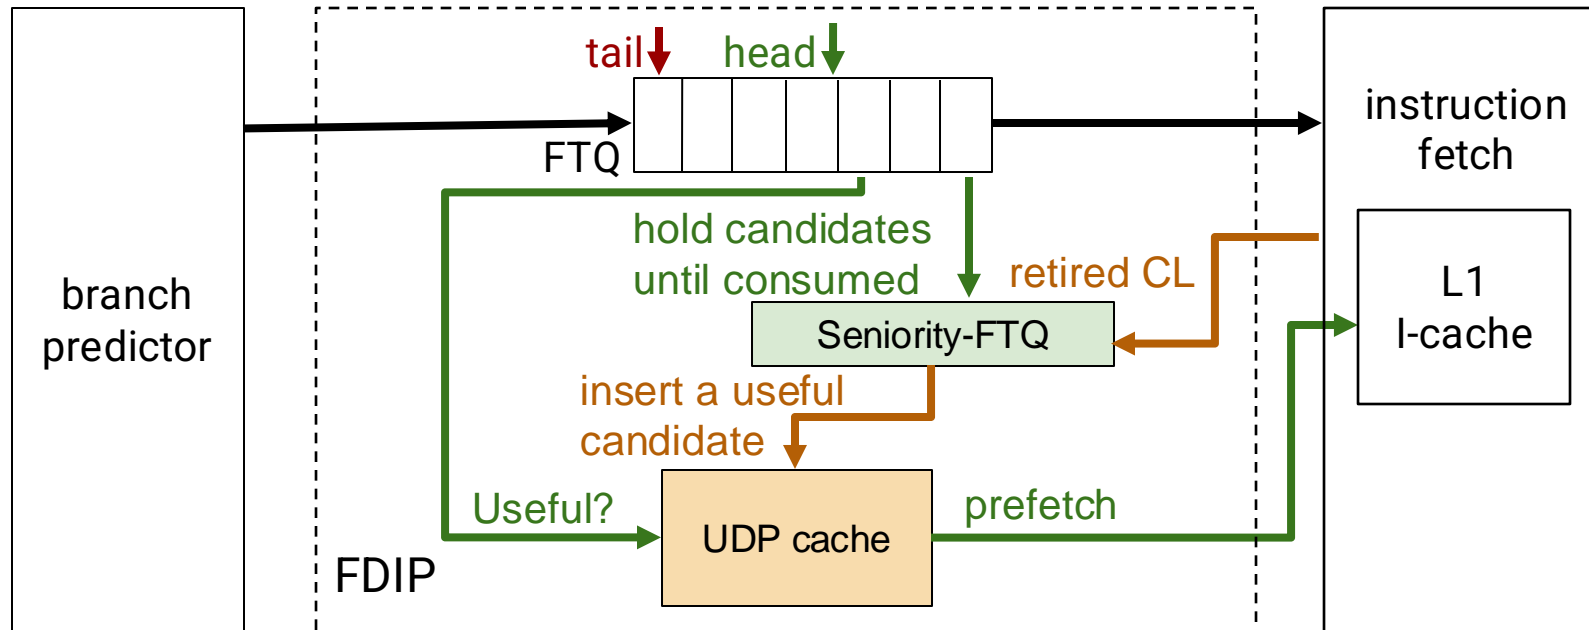 tail
head
FTQ
instruction
fetch
hold candidates
until consumed
retired CL
branch
predictor
L1
I-cache
Seniority-FTQ
insert a useful
candidate
Useful?
prefetch
UDP cache
FDIP